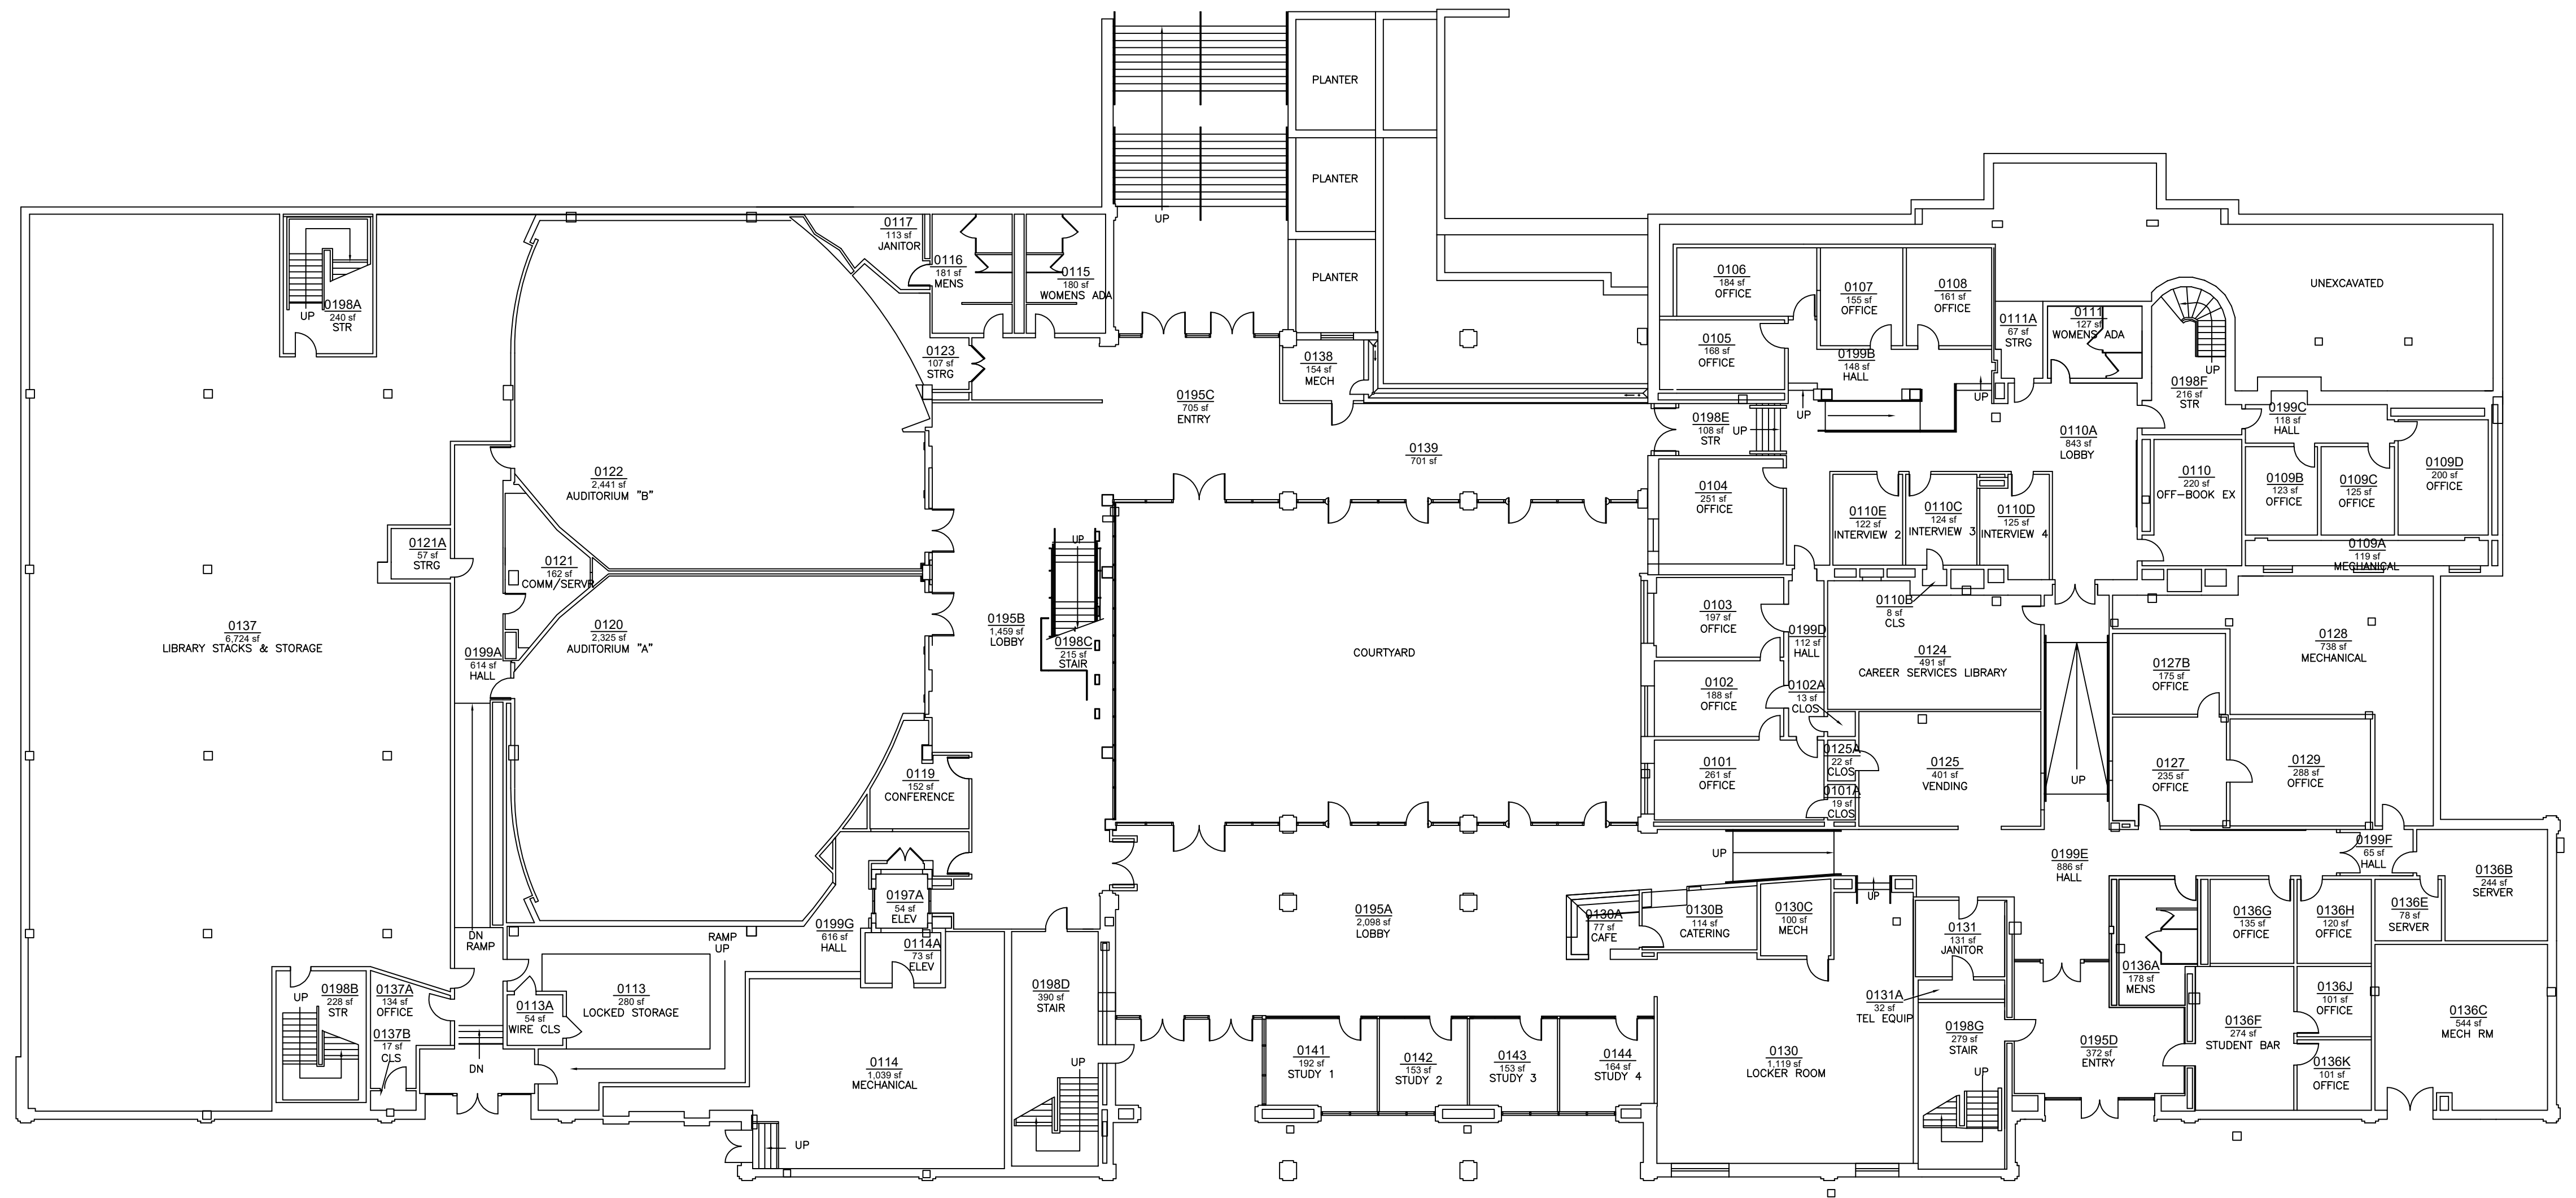 PLANTER
PLANTER
PLANTER
UP
0117
113 sf
JANITOR
0116
181 sf
MENS
0115
180 sf
WOMENS ADA
0198A
240 sf
STR
UP
0123
107 sf
STRG
0138
154 sf
MECH
0195C
705 sf
ENTRY
0139
701 sf
0106
184 sf
OFFICE
0107
155 sf
OFFICE
0108
161 sf
OFFICE
0105
168 sf
OFFICE
0199B
148 sf
HALL
UP
UP
0111A
67 sf
STRG
0111
127 sf
WOMENS ADA
UNEXCAVATED
UP
0198F
216 sf
STR
0199C
118 sf
HALL
0198E
108 sf
STR
UP
0110A
843 sf
LOBBY
0110
220 sf
OFF-BOOK EX
0109B
123 sf
OFFICE
0109C
125 sf
OFFICE
0109D
200 sf
OFFICE
0109A
119 sf
MECHANICAL
0104
251 sf
OFFICE
0110E
122 sf
INTERVIEW 2
0110C
124 sf
INTERVIEW 3
0110D
125 sf
INTERVIEW 4
0110B
8 sf
CLS
0122
2,441 sf
AUDITORIUM "B"
0121A
57 sf
STRG
0121
162 sf
COMM/SERVR
0120
2,325 sf
AUDITORIUM "A"
0137
6,724 sf
LIBRARY STACKS & STORAGE
0199A
614 sf
HALL
0195B
1,459 sf
LOBBY
UP
0198C
215 sf
STAIR
COURTYARD
0103
197 sf
OFFICE
0199D
112 sf
HALL
0102
188 sf
OFFICE
0102A
13 sf
CLOS
0124
491 sf
CAREER SERVICES LIBRARY
0101
261 sf
OFFICE
0125A
22 sf
CLOS
0101A
19 sf
CLOS
0125
401 sf
VENDING
UP
0128
738 sf
MECHANICAL
0127B
175 sf
OFFICE
0127
235 sf
OFFICE
0129
288 sf
OFFICE
0119
152 sf
CONFERENCE
0197A
54 sf
ELEV
0199G
616 sf
HALL
0114A
73 sf
ELEV
DN
RAMP
RAMP
UP
0198B
228 sf
STR
UP
0137A
134 sf
OFFICE
0137B
17 sf
CLS
0113A
54 sf
WIRE CLS
0113
280 sf
LOCKED STORAGE
DN
0114
1,039 sf
MECHANICAL
UP
0198D
390 sf
STAIR
UP
0195A
2,098 sf
LOBBY
UP
UP
0130A
77 sf
CAFE
0130B
114 sf
CATERING
0130C
100 sf
MECH
0131
131 sf
JANITOR
0131A
32 sf
TEL EQUIP
0198G
279 sf
STAIR
UP
0130
1,119 sf
LOCKER ROOM
0141
192 sf
STUDY 1
0142
153 sf
STUDY 2
0143
153 sf
STUDY 3
0144
164 sf
STUDY 4
0199E
886 sf
HALL
0199F
65 sf
HALL
0136B
244 sf
SERVER
0136E
78 sf
SERVER
0136G
135 sf
OFFICE
0136H
120 sf
OFFICE
0136A
178 sf
MENS
0136J
101 sf
OFFICE
0136F
274 sf
STUDENT BAR
0136K
101 sf
OFFICE
0136C
544 sf
MECH RM
0195D
372 sf
ENTRY